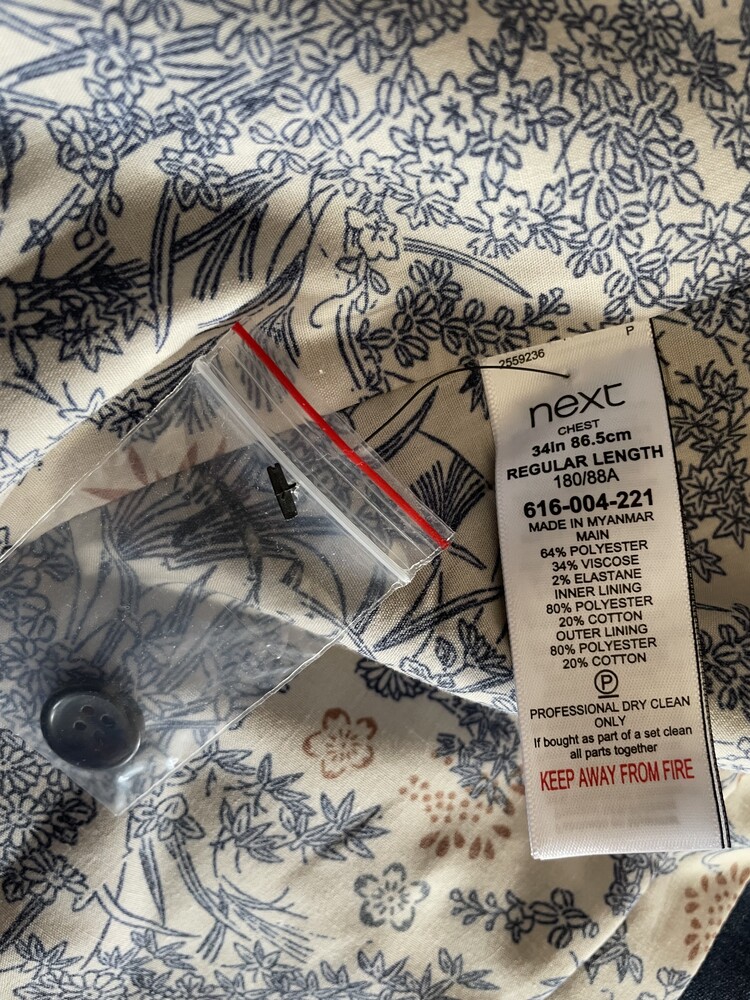 2559236 P
next
CHEST
34in 86.5cm
REGULAR LENGTH
180/88A
616-004-221
MADE IN MYANMAR
MAIN
64% POLYESTER
34% VISCOSE
2% ELASTANE
INNER LINING
80% POLYESTER
20% COTTON
OUTER LINING
80% POLYESTER
20% COTTON
P
PROFESSIONAL DRY CLEAN
ONLY
If bought as part of a set clean
all parts together
KEEP AWAY FROM FIRE